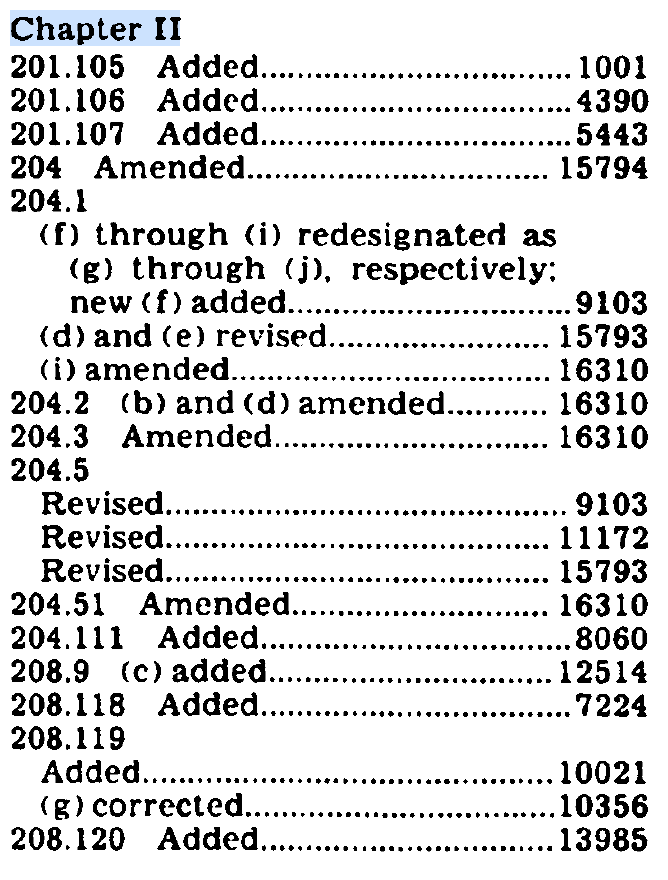 Chapter II
201.105 Added.................................1001
201.106 Added.................................4390
201.107 Added.................................5443
204 Amended................................ 15794
204.1
(f) through (i) redesignated as
(g) through (j), respectively;
new (f) added..............................9103
(d) and (e) revised....................... 15793
(i) amended.................................. 16310
204.2 (b) and (d) amended........... 16310
204.3 Amended............................. 16310
204.5
Revised.......................................... 9103
Revised........................................ 11172
Revised........................................ 15793
204.51 Amended........................... 16310
204.111 Added.................................8060
208.9 (c) added..............................12514
208.118 Added.................................7224
208.119
Added...........................................10021
(g) corrected.................................10356
208.120 Added...............................13985